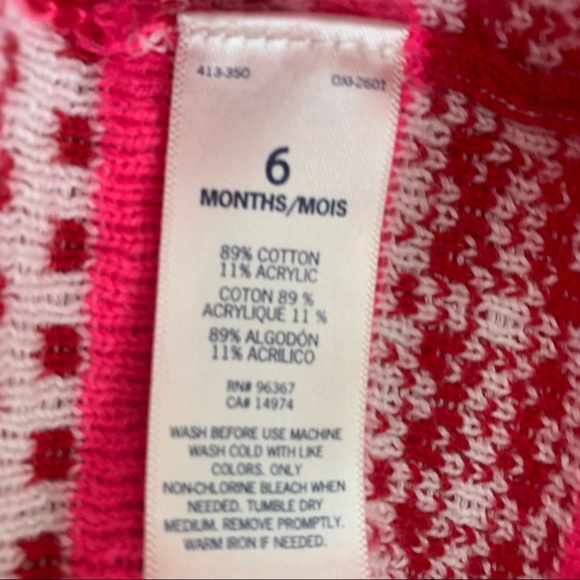 413-350 OXI-2601
6
MONTHS/MOIS
89% COTTON
11% ACRYLIC
COTON 89 %
ACRYLIQUE 11 %
89% ALGODÓN
11% ACRILICO
RN# 96367
CA# 14974
WASH BEFORE USE MACHINE
WASH COLD WITH LIKE
COLORS. ONLY
NON-CHLORINE BLEACH WHEN
NEEDED. TUMBLE DRY
MEDIUM. REMOVE PROMPTLY.
WARM IRON IF NEEDED.